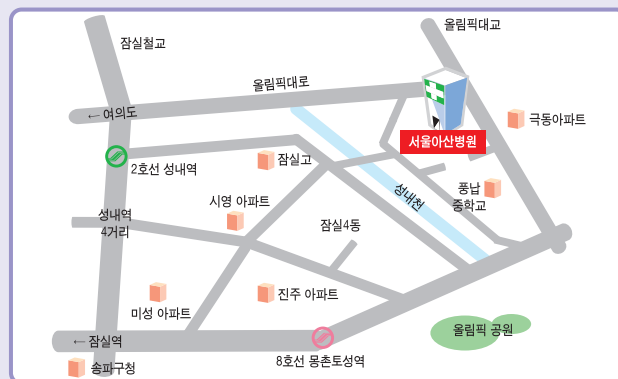 올림픽대교
잠실철교
올림픽대로
← 여의도
극동아파트
서울아산병원
잠실고
2호선 성내역
풍납
중학교
성내천
시영 아파트
성내역
4거리
잠실4동
진주 아파트
미성 아파트
올림픽 공원
← 잠실역
8호선 몽촌토성역
송파구청